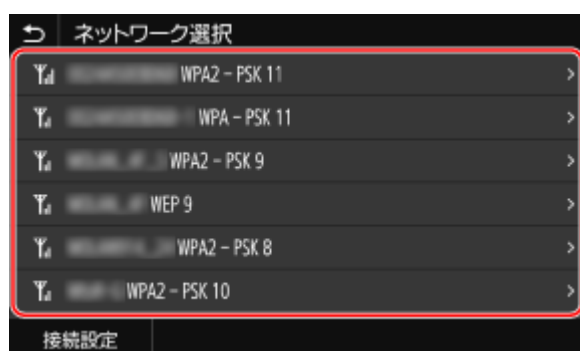 ネットワーク選択
WPA2 – PSK 11
WPA – PSK 11
WPA2 – PSK 9
WEP 9
WPA2 – PSK 8
WPA2 – PSK 10
接続設定